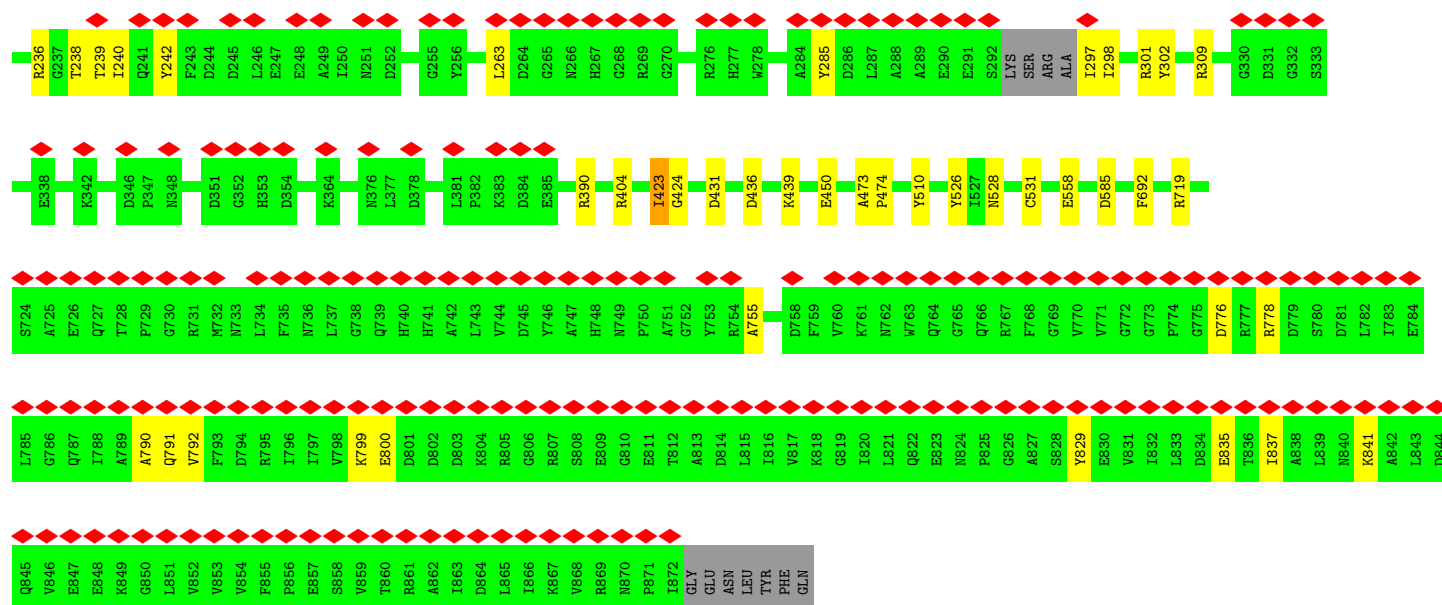 R236 G237 T238 T239 I240 Q241 Y242 F243 D244 D245 L246 E247 E248 A249 I250 N251 D252 G255 Y256 L263 D264 G265 N266 H267 G268 R269 G270 R276 H277 W278 A284 Y285 D286 L287 A288 A289 E290 E291 S292 LYS SER ARG ALA I297 I298 R301 Y302 R309 G330 D331 G332 S333
E338 K342 D346 P347 N348 D351 G352 H353 D354 K364 N376 L377 D378 L381 P382 K383 D384 E385 R390 R404 I423 G424 D431 D436 K439 E450 A473 P474 Y510 Y526 I527 N528 C531 E558 D585 F692 R719
S724 A725 E726 Q727 T728 P729 G730 R731 M732 N733 L734 F735 N736 L737 G738 Q739 H740 H741 A742 L743 V744 D745 Y746 A747 H748 N749 P750 A751 G752 Y753 R754 A755 D758 F759 V760 K761 N762 W763 Q764 G765 Q766 R767 F768 G769 V770 V771 G772 G773 P774 G775 D776 R777 R778 D779 S780 D781 L782 I783 E784
L785 G786 Q787 I788 A789 A790 Q791 V792 F793 D794 R795 I796 I797 V798 K799 E800 D801 D802 D803 K804 R805 G806 R807 S808 E809 G810 E811 T812 A813 D814 L815 I816 V817 K818 G819 I820 L821 Q822 E823 N824 P825 G826 A827 S828 Y829 E830 V831 I832 L833 D834 E835 T836 I837 A838 L839 N840 K841 A842 L843 D844
Q845 V846 E847 E848 K849 G850 L851 V852 V853 V854 F855 P856 E857 S858 V859 T860 R861 A862 I863 D864 L865 I866 K867 V868 R869 N870 P871 I872 GLY GLU ASN LEU TYR PHE GLN